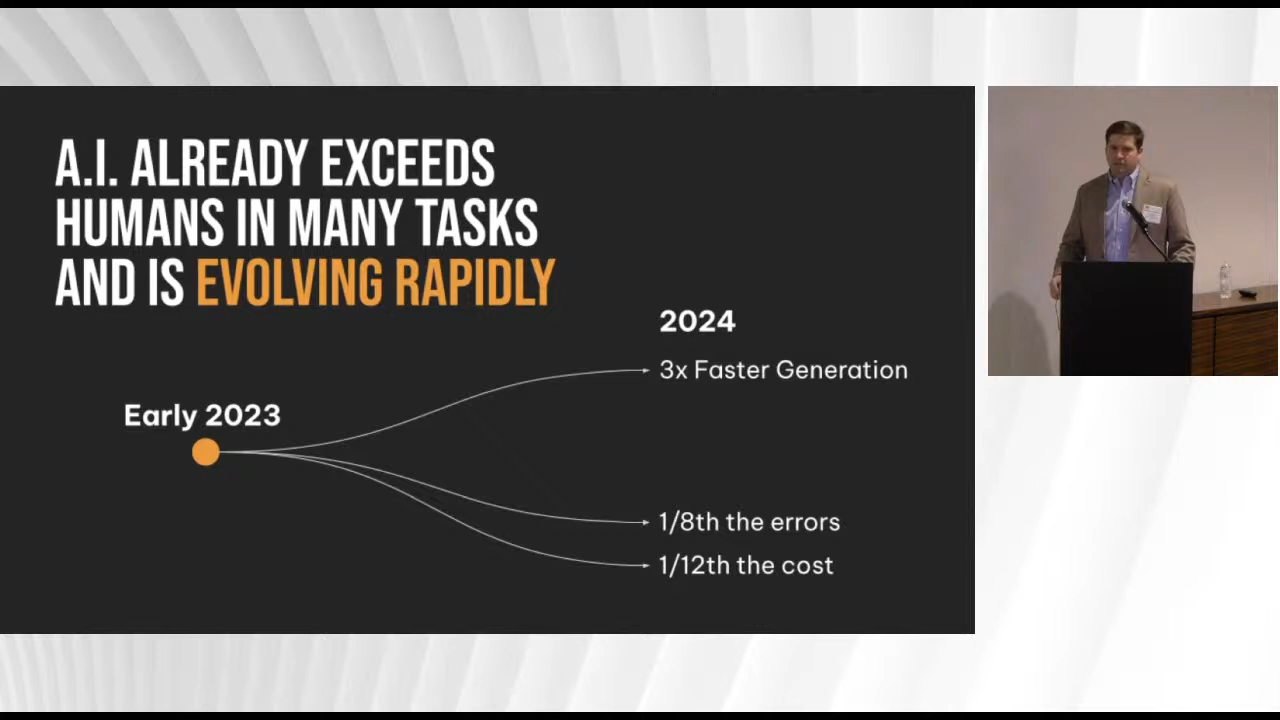 A.I. ALREADY EXCEEDS
HUMANS IN MANY TASKS
AND IS EVOLVING RAPIDLY
Early 2023
2024
3x Faster Generation
1/8th the errors
1/12th the cost